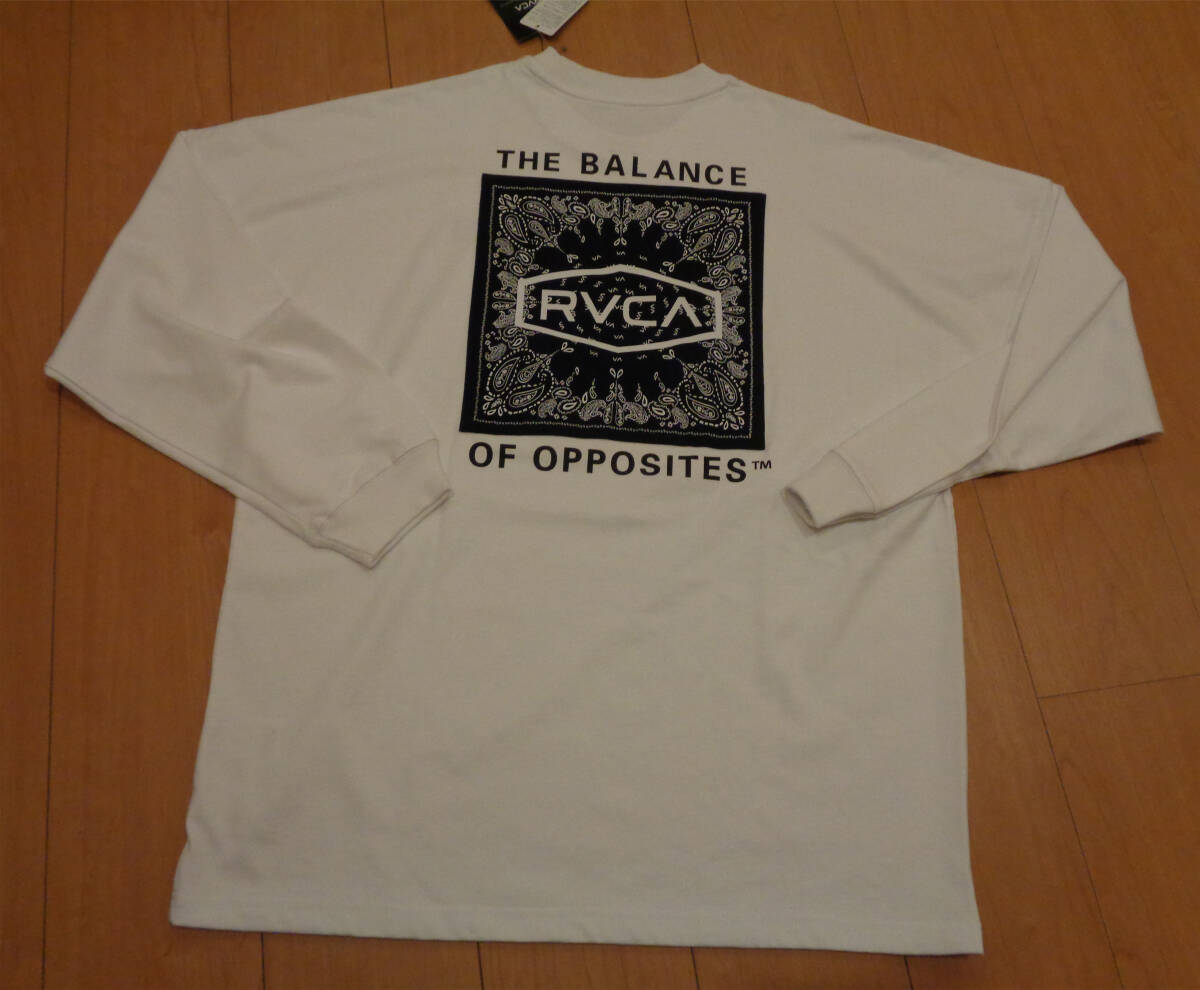 THE BALANCE
RVCA
OF OPPOSITES™